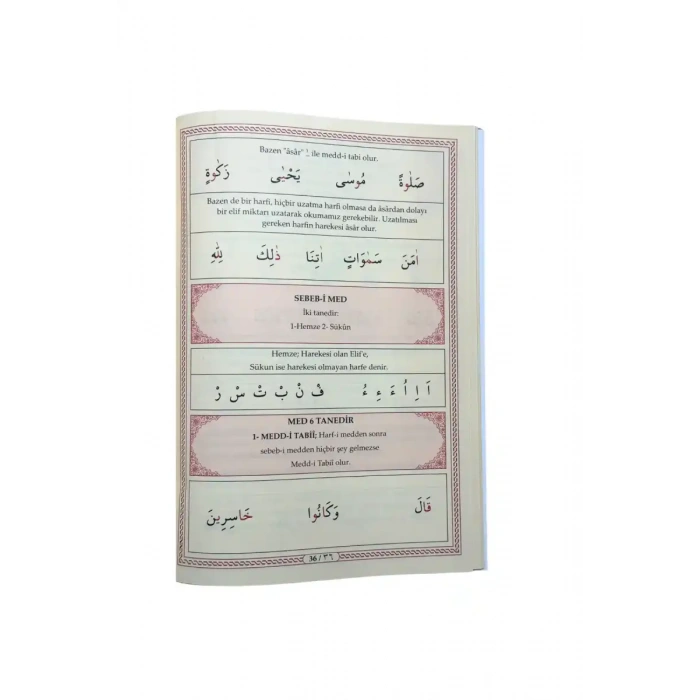 Bazen "âsâr" ile medd-i tabi olur.
صَلٰوةً مُوسٰى يَحْيٰى زَكٰوةٍ
Bazen de bir harfi, hiçbir uzatma harfi olmasa da âsârdan dolayı
bir elif miktarı uzatarak okumamız gerekebilir. Uzatılması
gereken harfin harekesi âsâr olur.
اٰمَنَ سَمٰوَاتٍ اٰتِنَا ذٰلِكَ لِلّٰهِ
SEBEB-İ MED
İki tanedir:
1-Hemze 2- Sükûn
Hemze; Harekesi olan Elif'e,
Sükun ise harekesi olmayan harfe denir.
اَ اِ اُ ءَ ءِ ءُ فْ نْ بْ تْ سْ رْ
MED 6 TANEDİR
1- MEDD-İ TABİÎ; Harf-i medden sonra
sebeb-i medden hiçbir şey gelmezse
Medd-i Tabiî olur.
قَالَ وَكَانُوا خَاسِرِينَ
36 / ٣٦